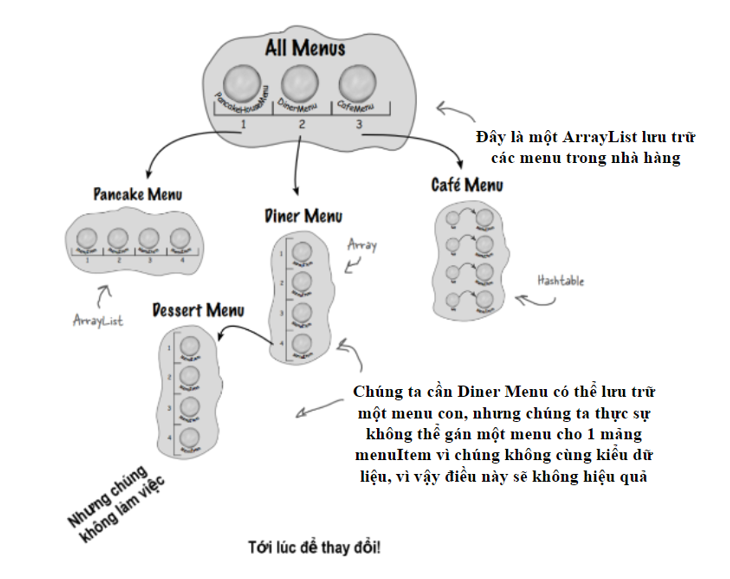 All Menus
PancakeHouseMenu
DinerMenu
CafeMenu
1
2
3
Đây là một ArrayList lưu trữ
các menu trong nhà hàng
Pancake Menu
1
2
3
4
ArrayList
Diner Menu
1
2
3
4
Array
Café Menu
Hashtable
Dessert Menu
1
2
3
4
Chúng ta cần Diner Menu có thể lưu trữ
một menu con, nhưng chúng ta thực sự
không thể gán một menu cho 1 mảng
menuItem vì chúng không cùng kiểu dữ
liệu, vì vậy điều này sẽ không hiệu quả
Nhưng chúng
không làm việc
Tới lúc để thay đổi!